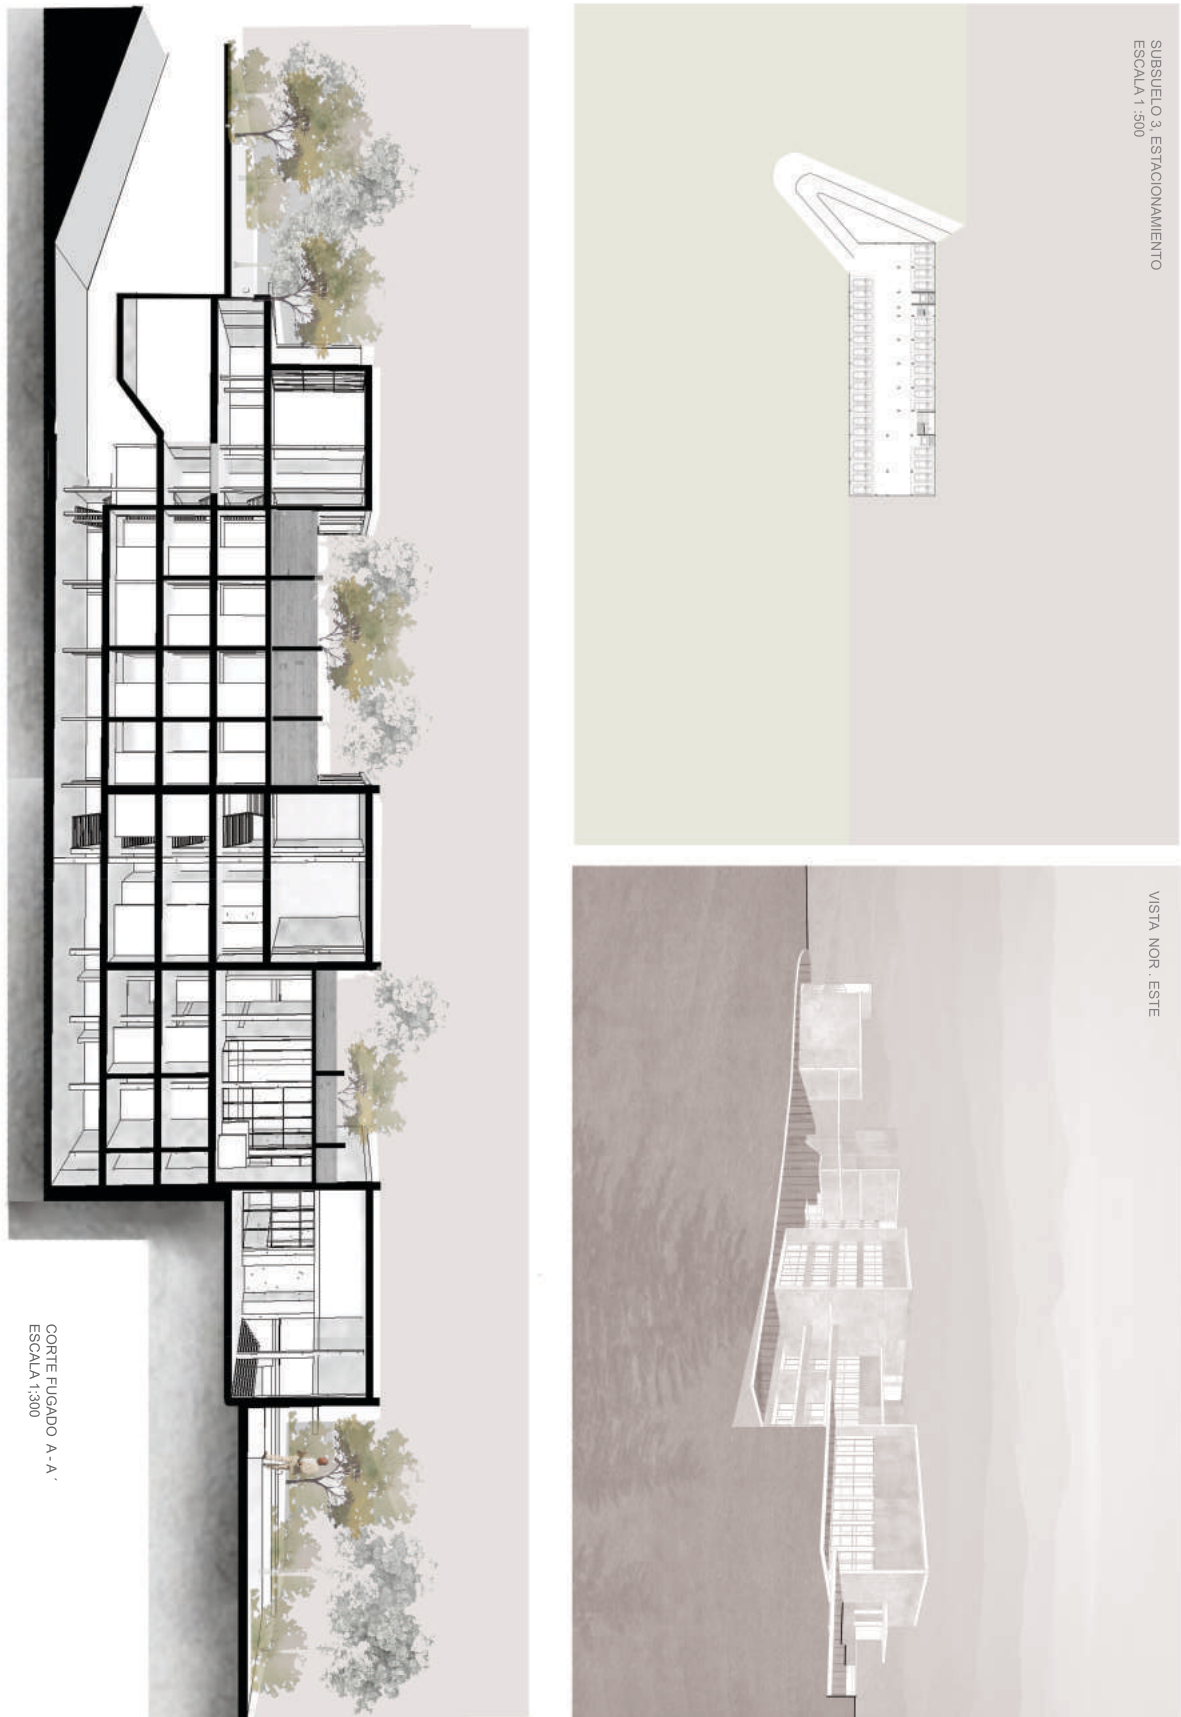 SUBSUELO 3, ESTACIONAMIENTO
ESCALA 1 :500
VISTA NOR . ESTE
CORTE FUGADO A - A ´
ESCALA 1;300